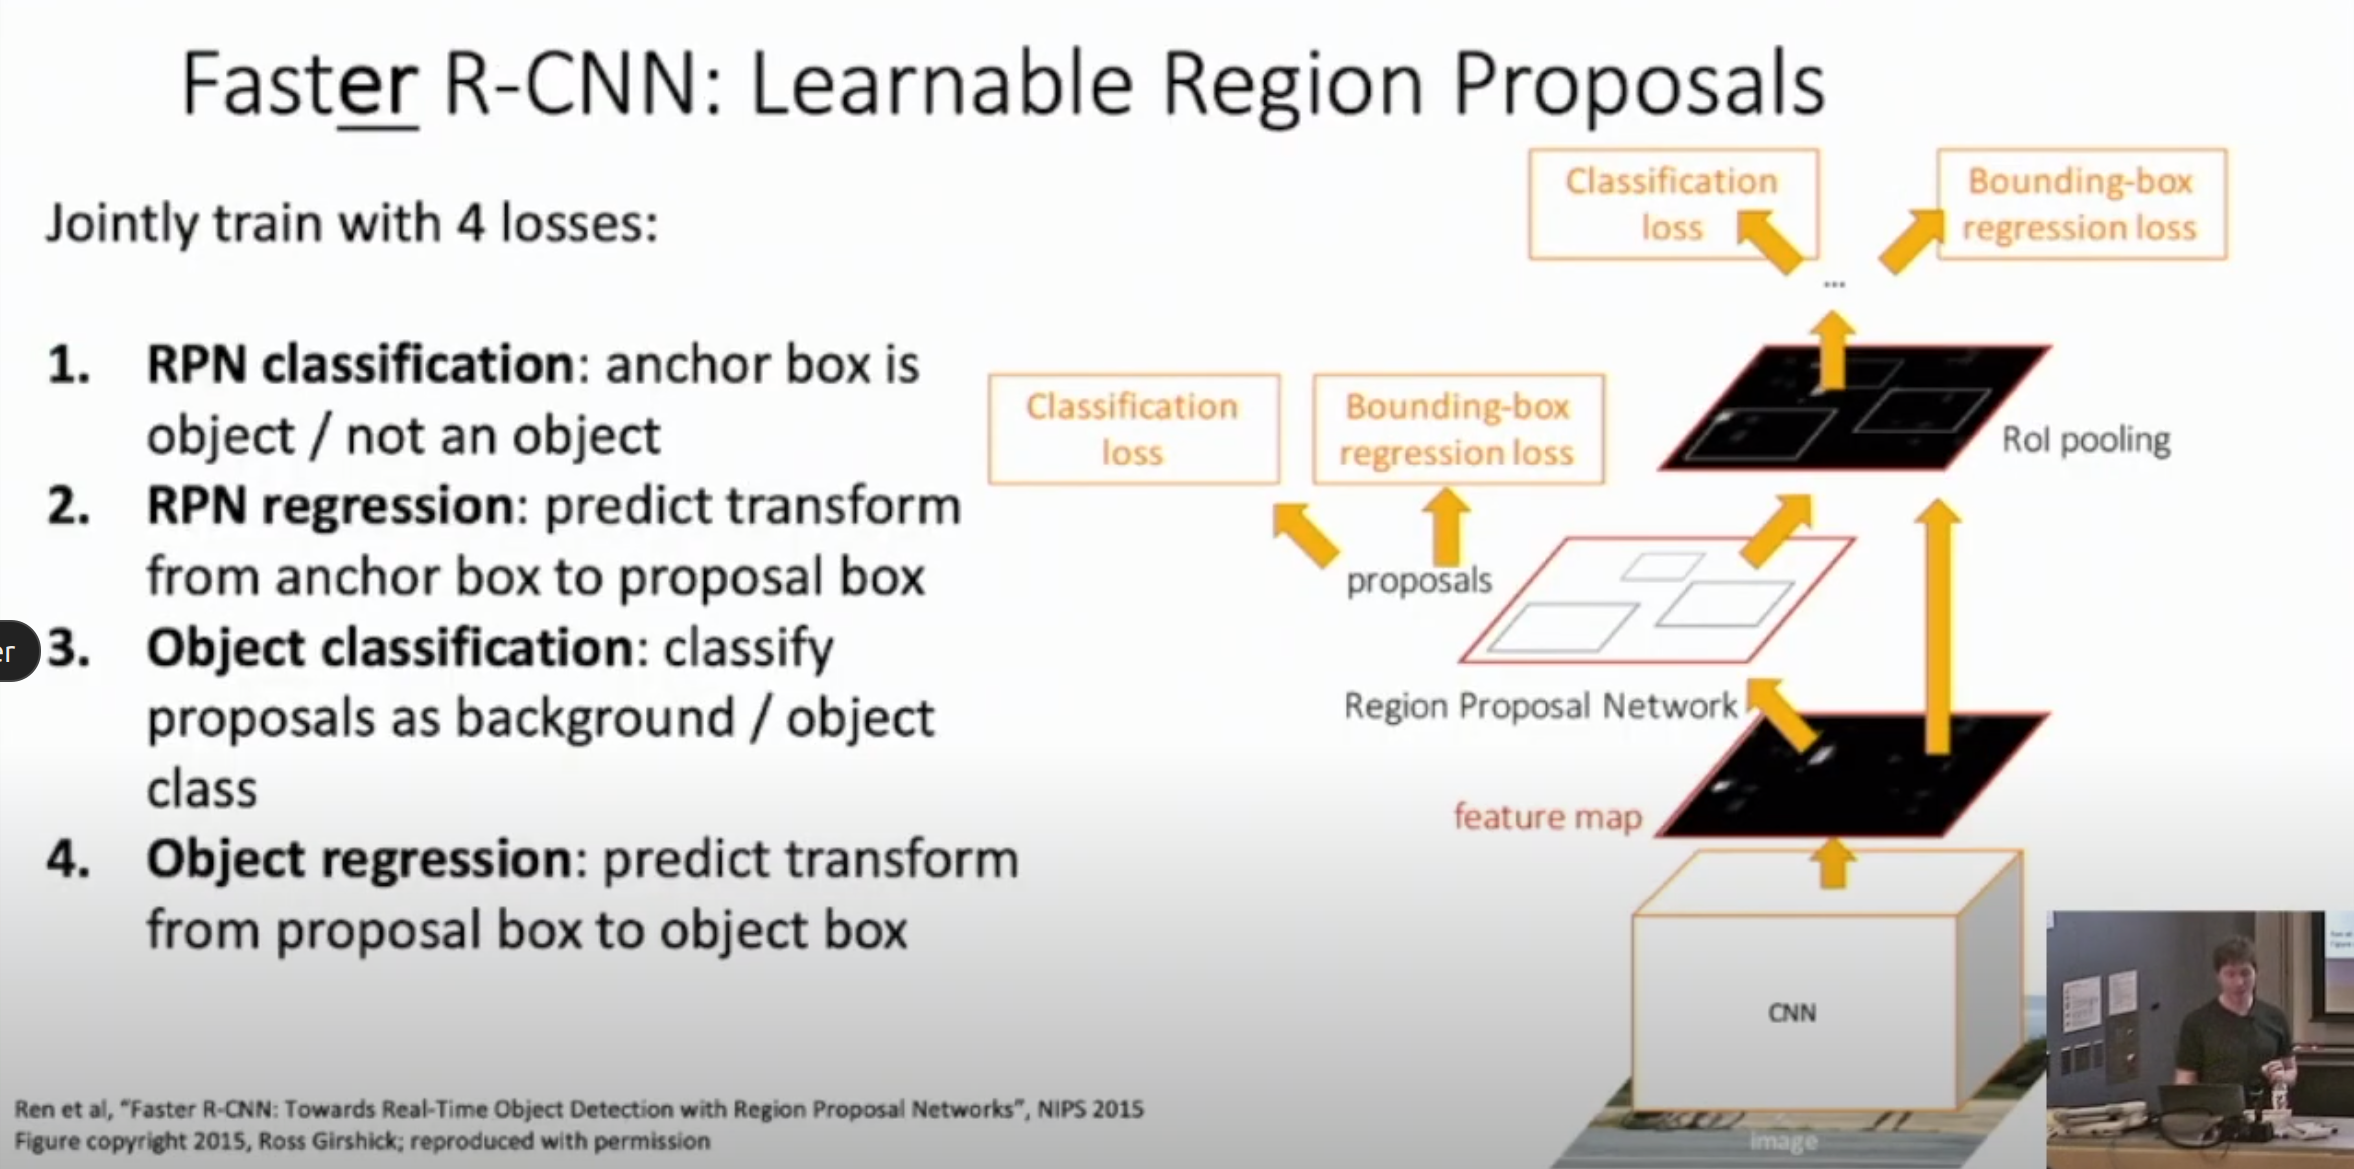 Faster R-CNN: Learnable Region Proposals
Jointly train with 4 losses:
1. RPN classification: anchor box is
object / not an object
2. RPN regression: predict transform
from anchor box to proposal box
3. Object classification: classify
proposals as background / object
class
4. Object regression: predict transform
from proposal box to object box
er
Classification
loss
Bounding-box
regression loss
...
Classification
loss
Bounding-box
regression loss
RoI pooling
proposals
Region Proposal Network
feature map
CNN
image
Ren et al, “Faster R-CNN: Towards Real-Time Object Detection with Region Proposal Networks”, NIPS 2015
Figure copyright 2015, Ross Girshick; reproduced with permission